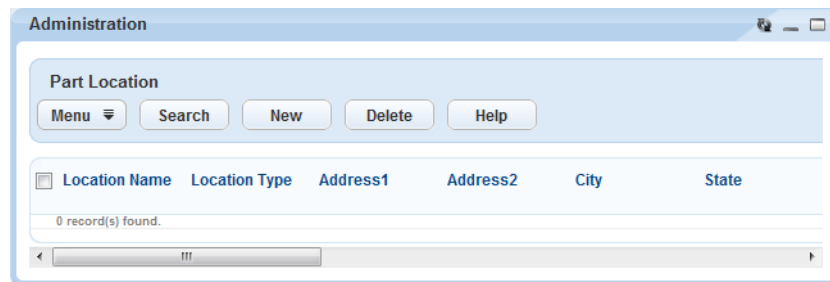 Administration
Part Location
Menu Search New Delete Help
Location Name Location Type Address1 Address2 City State
0 record(s) found.